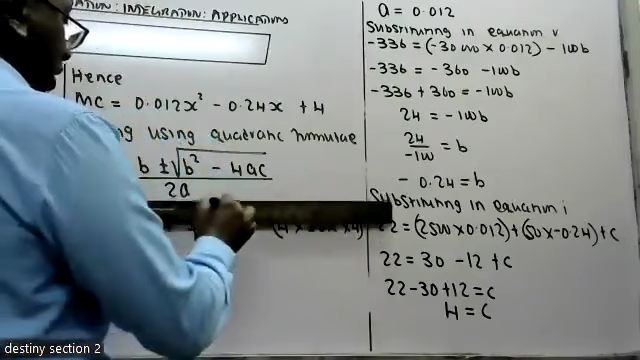 ATION: INTEGRATION: APPLICATIONS
Hence
MC = 0.012x² - 0.24x + 4
using quadratic formulae
b ± √b² - 4ac
2a
a = 0.012
Substituting in equation v
-336 = (-30000 × 0.012) - 100b
-336 = -360 - 100b
-336 + 360 = -100b
24 = -100b
24/-100 = b
- 0.24 = b
Substituting in equation i
22 = (2500×0.012) + (50×-0.24) + c
22 = 30 - 12 + c
22 - 30 + 12 = c
4 = c
destiny section 2